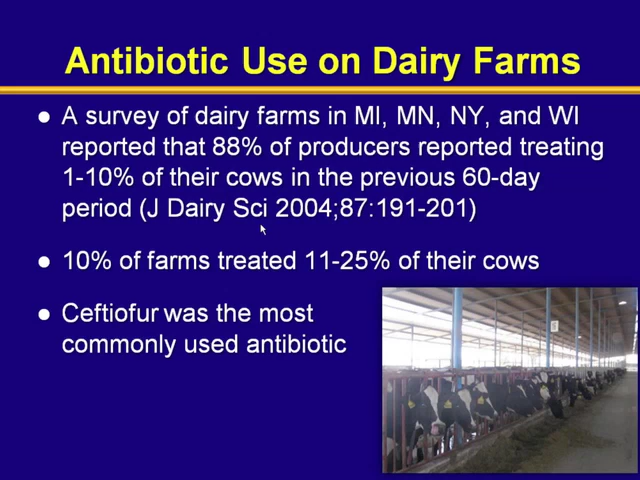 Antibiotic Use on Dairy Farms
● A survey of dairy farms in MI, MN, NY, and WI
reported that 88% of producers reported treating
1-10% of their cows in the previous 60-day
period (J Dairy Sci 2004;87:191-201)
● 10% of farms treated 11-25% of their cows
● Ceftiofur was the most
commonly used antibiotic